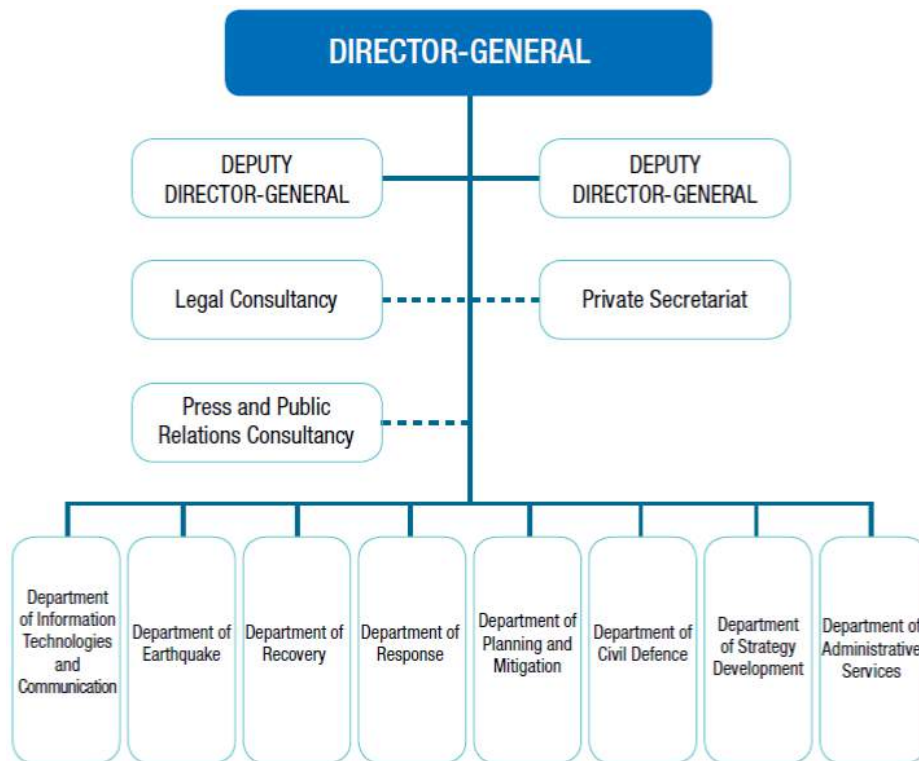 DIRECTOR-GENERAL
DEPUTY
DIRECTOR-GENERAL
DEPUTY
DIRECTOR-GENERAL
Legal Consultancy
Private Secretariat
Press and Public
Relations Consultancy
Department
of Information
Technologies
and
Communication
Department of
Earthquake
Department of
Recovery
Department of
Response
Department of
Planning and
Mitigation
Department of
Civil Defence
Department
of Strategy
Development
Department of
Administrative
Services